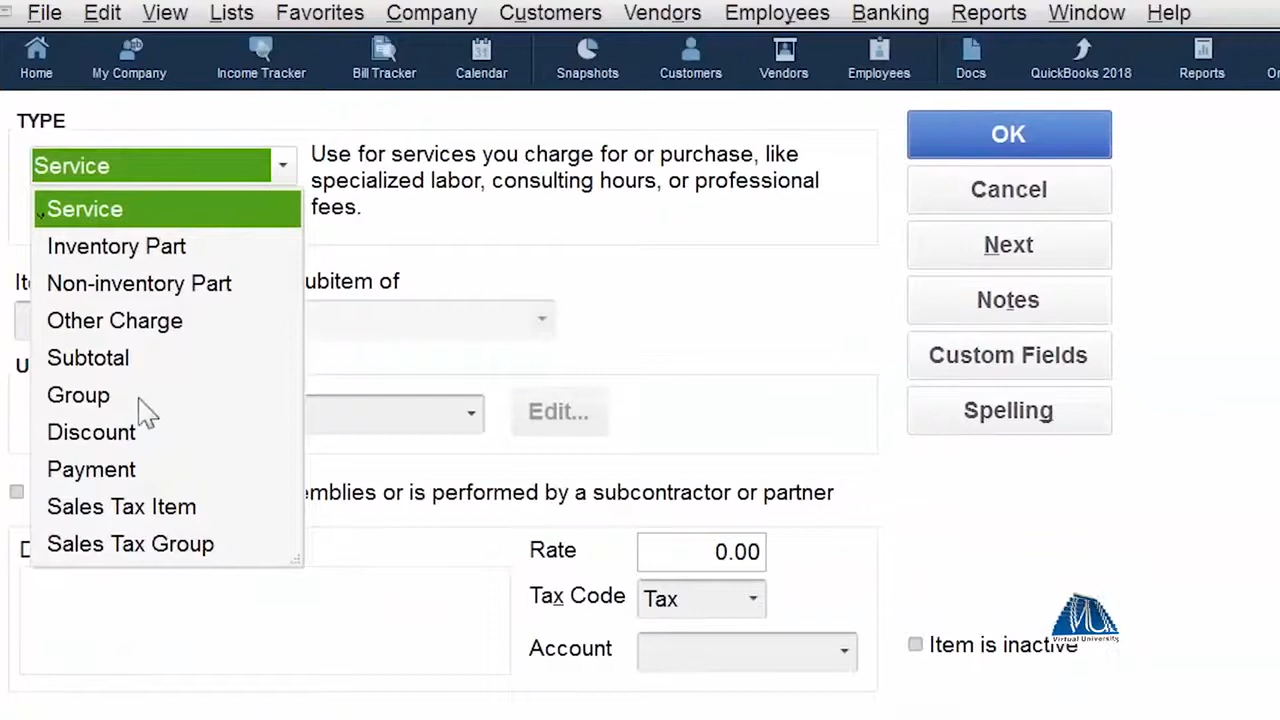 File Edit View Lists Favorites Company Customers Vendors Employees Banking Reports Window Help
Home My Company Income Tracker Bill Tracker Calendar Snapshots Customers Vendors Employees Docs QuickBooks 2018 Reports
TYPE
Service
Use for services you charge for or purchase, like
specialized labor, consulting hours, or professional
fees.
OK
Cancel
Next
Notes
Custom Fields
Spelling
Service
Inventory Part
Non-inventory Part
Other Charge
Subtotal
Group
Discount
Payment
Sales Tax Item
Sales Tax Group
ubitem of
Edit...
emblies or is performed by a subcontractor or partner
Rate 0.00
Tax Code Tax
Account
Item is inactive
Virtual University